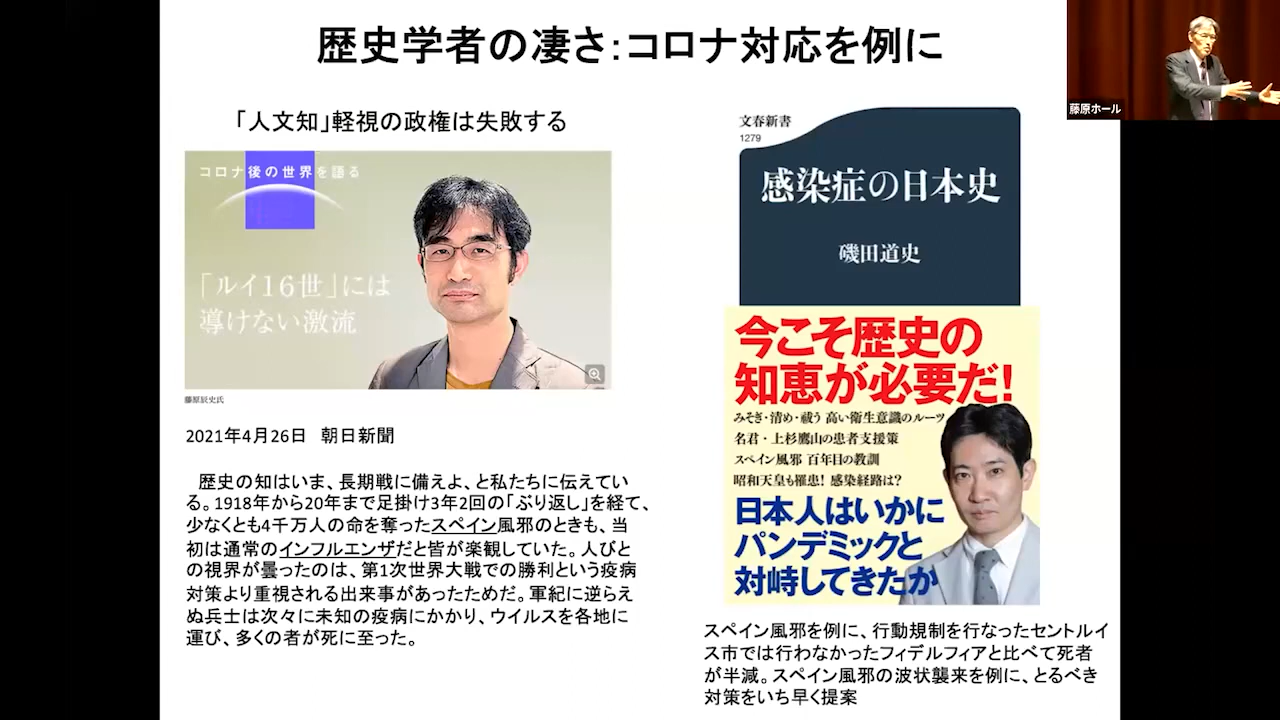 歴史学者の凄さ：コロナ対応を例に
藤原ホール
「人文知」軽視の政権は失敗する
コロナ後の世界を語る
「ルイ16世」には
導けない激流
藤原辰史氏
2021年4月26日　朝日新聞
歴史の知はいま、長期戦に備えよ、と私たちに伝えてい
る。1918年から20年まで足掛け3年2回の「ぶり返し」を経て、
少なくとも4千万人の命を奪ったスペイン風邪のときも、当
初は通常のインフルエンザだと皆が楽観していた。人びと
の視界が曇ったのは、第1次世界大戦での勝利という疫病
対策より重視される出来事があったためだ。軍紀に逆らえ
ぬ兵士は次々に未知の疫病にかかり、ウイルスを各地に
運び、多くの者が死に至った。
文春新書
1279
感染症の日本史
磯田道史
今こそ歴史の
知恵が必要だ!
みそぎ・清め・祓う 高い衛生意識のルーツ
名君・上杉鷹山の患者支援策
スペイン風邪 百年目の教訓
昭和天皇も罹患! 感染経路は?
日本人はいかに
パンデミックと
対峙してきたか
スペイン風邪を例に、行動規制を行なったセントルイ
ス市では行わなかったフィデルフィアと比べて死者
が半減。スペイン風邪の波状襲来を例に、とるべき
対策をいち早く提案